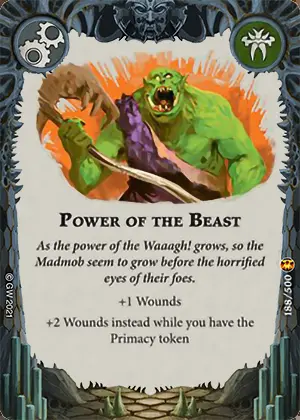 POWER OF THE BEAST
As the power of the Waaagh! grows, so the
Madmob seem to grow before the horrified
eyes of their foes.
+1 Wounds
+2 Wounds instead while you have the
Primacy token
© GW 2021
188/500